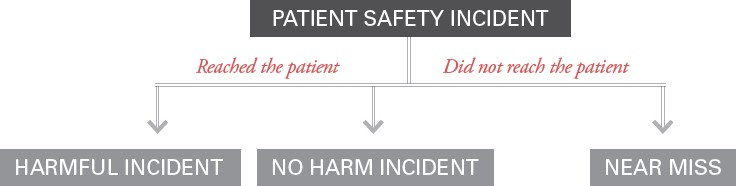 PATIENT SAFETY INCIDENT
Reached the patient
Did not reach the patient
HARMFUL INCIDENT
NO HARM INCIDENT
NEAR MISS